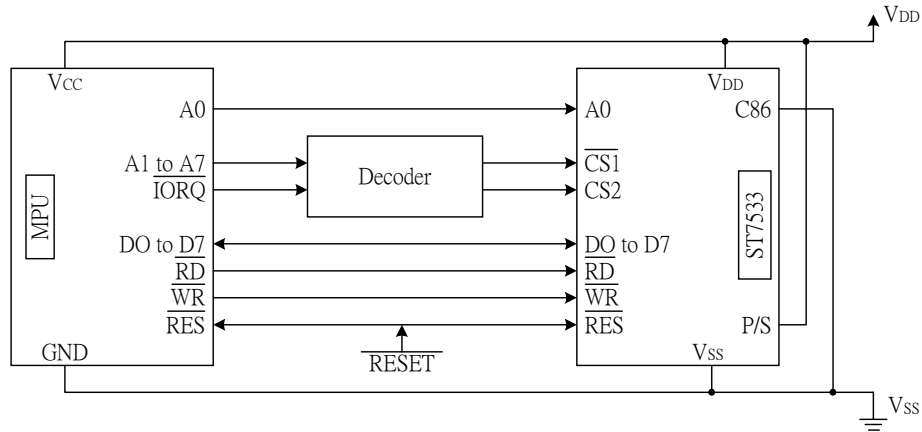 VDD
VCC
VDD
A0
A0
C86
A1 to A7
Decoder
CS1
IORQ
CS2
MPU
ST7533
DO to D7
DO to D7
RD
RD
WR
WR
RES
RES
P/S
RESET
GND
VSS
VSS